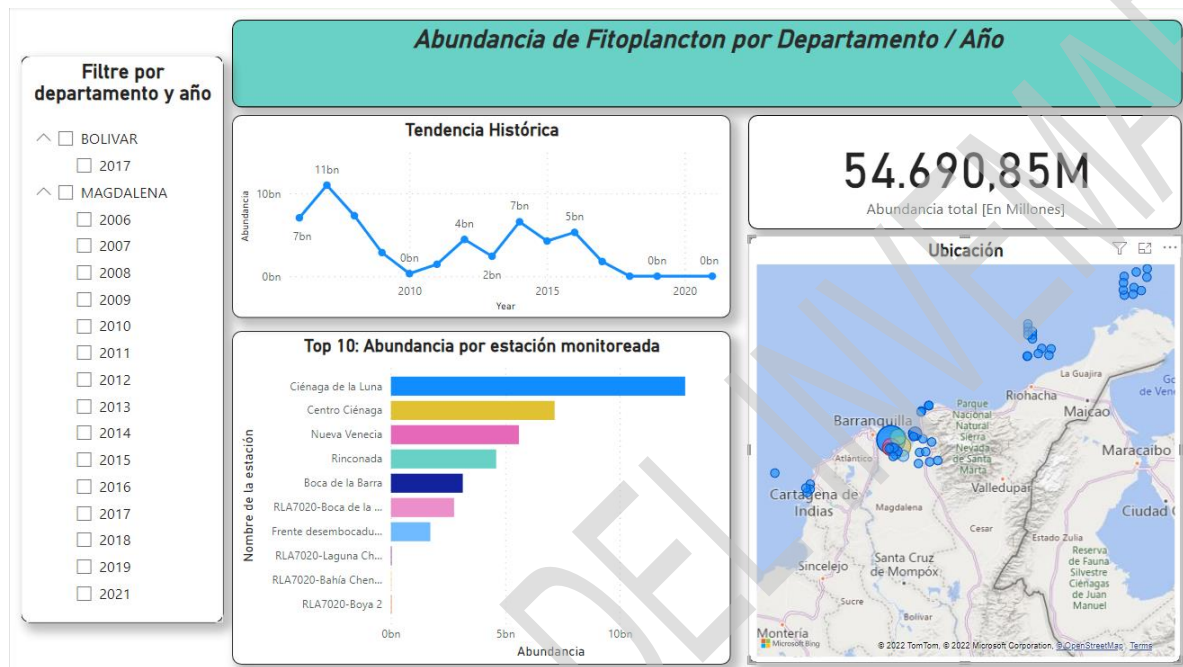 Abundancia de Fitoplancton por Departamento / Año
Filtre por
departamento y año
BOLIVAR
2017
MAGDALENA
2006
2007
2008
2009
2010
2011
2012
2013
2014
2015
2016
2017
2018
2019
2021
Tendencia Histórica
Abundancia
10bn
0bn
7bn
11bn
0bn
4bn
2bn
7bn
5bn
0bn
0bn
2010
2015
2020
Year
54.690,85M
Abundancia total [En Millones]
Top 10: Abundancia por estación monitoreada
Nombre de la estación
Ciénaga de la Luna
Centro Ciénaga
Nueva Venecia
Rinconada
Boca de la Barra
RLA7020-Boca de la ...
Frente desembocadu...
RLA7020-Laguna Ch...
RLA7020-Bahía Chen...
RLA7020-Boya 2
0bn
5bn
10bn
Abundancia
Ubicación
La Guajira
Riohacha
Maicao
Parque
Nacional
Natural
Sierra
Nevada
de Santa
Marta
Barranquilla
Atlantico
Maracaibo
Cartagena de
Indias
Magdalena
Valledupar
Ciudad
Cesar
Estado Zulia
Santa Cruz
de Mompóx
Sincelejo
Reserva
de Fauna
Silvestre
Ciénagas
de Juan
Manuel
Sucre
Bolívar
Montería
Microsoft Bing
© 2022 TomTom, © 2022 Microsoft Corporation, © OpenStreetMap Terms
DEL INVEMA